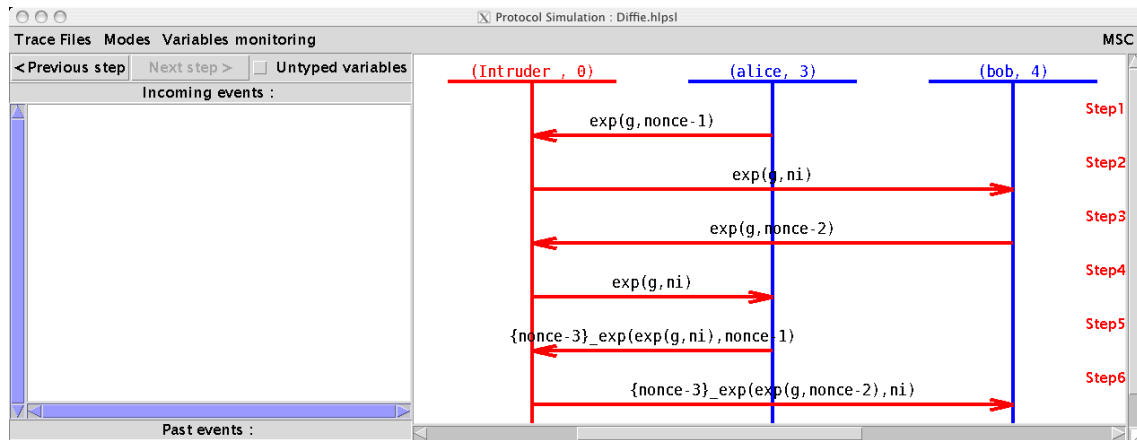 Protocol Simulation : Diffie.hlpsl
Trace Files Modes Variables monitoring MSC
<Previous step Next step > Untyped variables
Incoming events :
Past events :
(Intruder , 0) (alice, 3) (bob, 4)
Step1
exp(g,nonce-1)
Step2
exp(g,ni)
Step3
exp(g,nonce-2)
Step4
exp(g,ni)
Step5
{nonce-3}_exp(exp(g,ni),nonce-1)
Step6
{nonce-3}_exp(exp(g,nonce-2),ni)